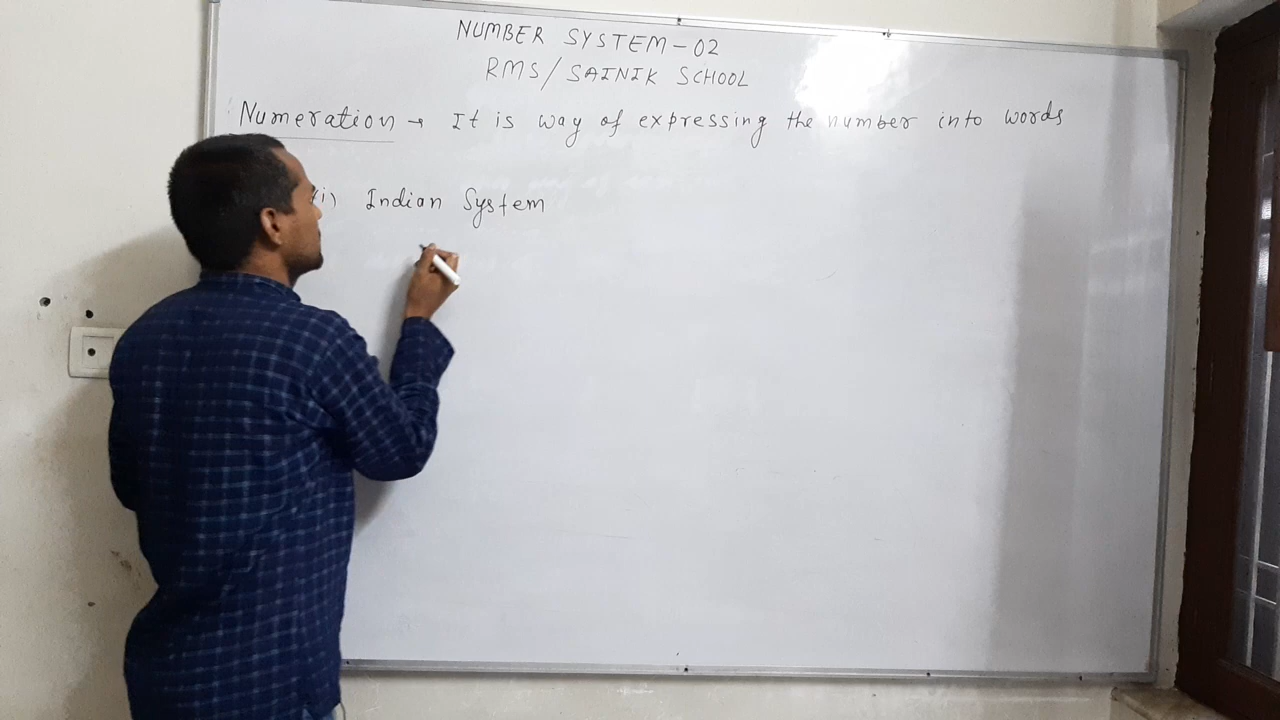 NUMBER SYSTEM-02
RMS/SAINIK SCHOOL
Numeration → It is way of expressing the number into words
(i) Indian System